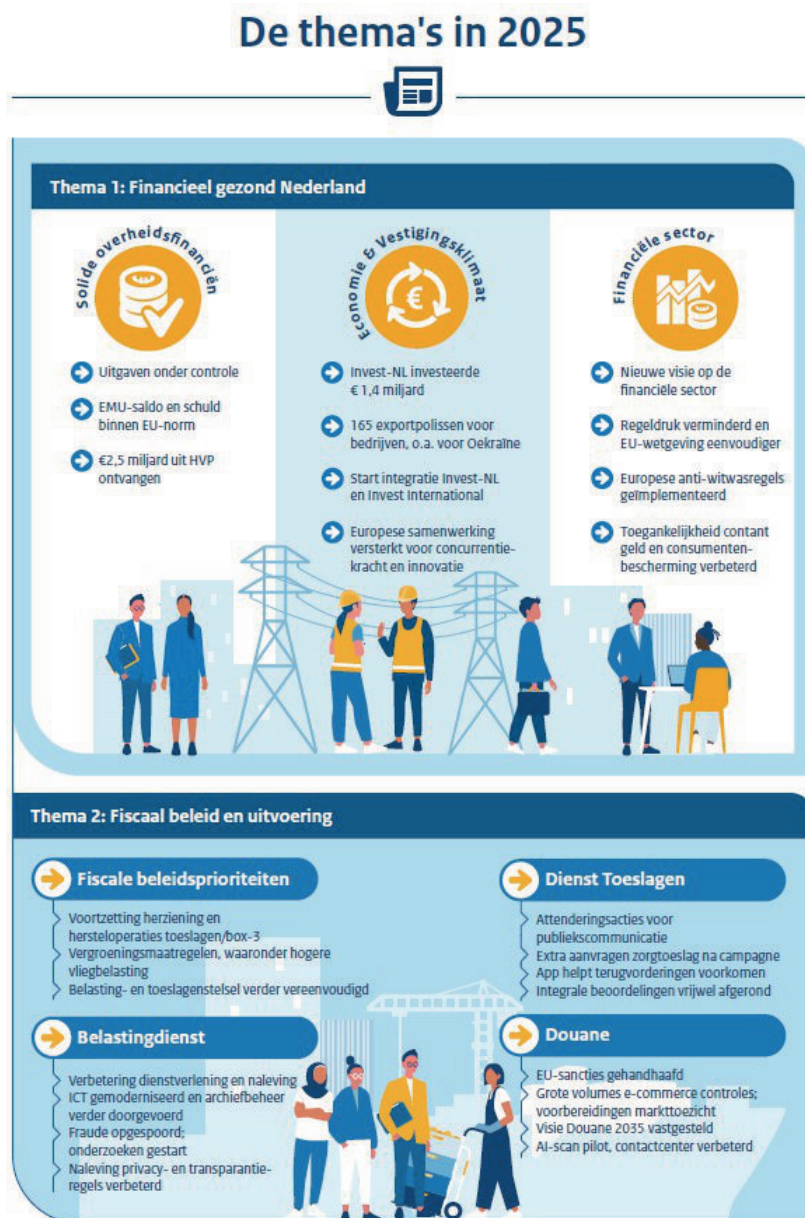 De thema's in 2025
Thema 1: Financieel gezond Nederland
Solide overheidsfinanciën
Uitgaven onder controle
EMU-saldo en schuld
binnen EU-norm
€2,5 miljard uit HVP
ontvangen
Economie & Vestigingsklimaat
€
Invest-NL investeerde
€ 1,4 miljard
165 exportpolissen voor
bedrijven, o.a. voor Oekraïne
Start integratie Invest-NL
en Invest International
Europese samenwerking
versterkt voor concurrentie-
kracht en innovatie
Financiële sector
Nieuwe visie op de
financiële sector
Regeldruk verminderd en
EU-wetgeving eenvoudiger
Europese anti-witwasregels
geïmplementeerd
Toegankelijkheid contant
geld en consumenten-
bescherming verbeterd
Thema 2: Fiscaal beleid en uitvoering
Fiscale beleidsprioriteiten
Voortzetting herziening en
hersteloperaties toeslagen/box-3
Vergroeningsmaatregelen, waaronder hogere
vliegbelasting
Belasting- en toeslagenstelsel verder vereenvoudigd
Dienst Toeslagen
Attenderingsacties voor
publiekscommunicatie
Extra aanvragen zorgtoeslag na campagne
App helpt terugvorderingen voorkomen
Integrale beoordelingen vrijwel afgerond
Belastingdienst
Verbetering dienstverlening en naleving
ICT gemoderniseerd en archiefbeheer
verder doorgevoerd
Fraude opgespoord;
onderzoeken gestart
Naleving privacy- en transparantie-
regels verbeterd
Douane
EU-sancties gehandhaafd
Grote volumes e-commerce controles;
voorbereidingen markttoezicht
Visie Douane 2035 vastgesteld
AI-scan pilot, contactcenter verbeterd